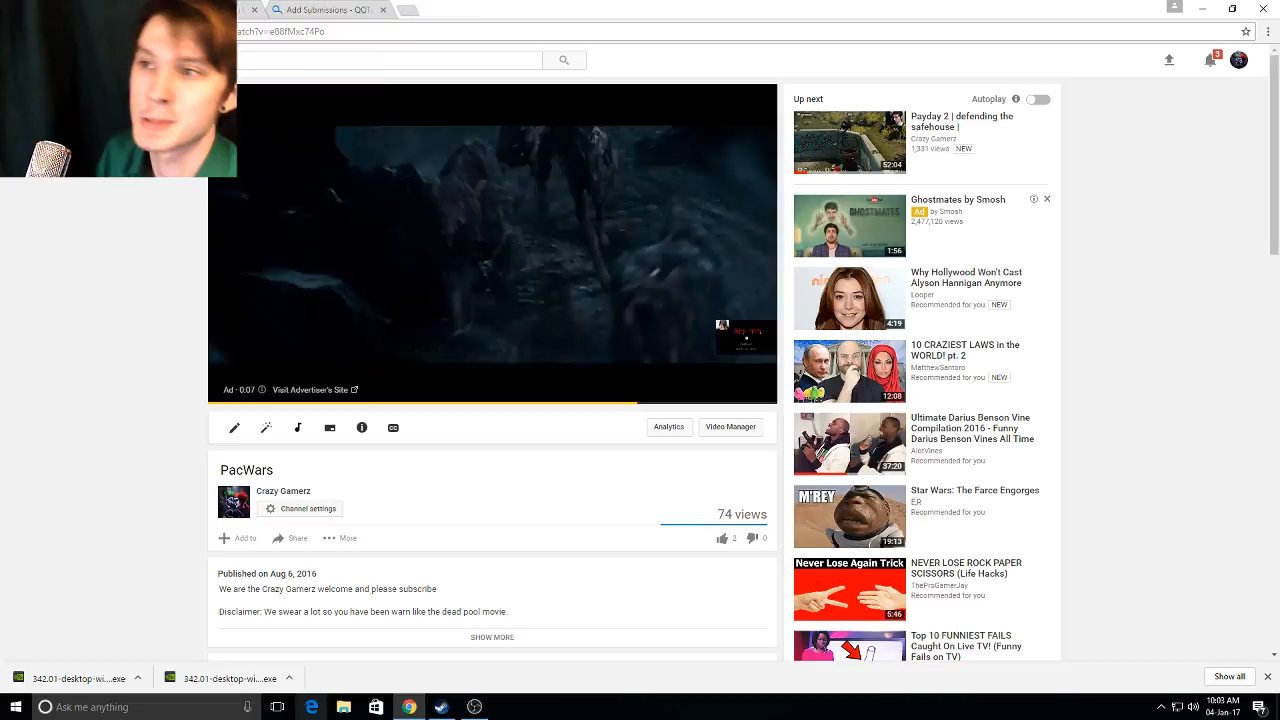 Add Submissions - QQTu
atch?v=e88fMxc74Po
3
Up next
Autoplay
Payday 2 | defending the
safehouse |
Crazy Gamerz
1,331 views NEW
52:04
Ghostmates by Smosh
Ad by Smosh
2,477,120 views
GHOSTMATES
1:56
Why Hollywood Won't Cast
Alyson Hannigan Anymore
Looper
Recommended for you NEW
4:19
10 CRAZIEST LAWS in the
WORLD! pt. 2
MatthewSantoro
Recommended for you NEW
12:08
Ultimate Darius Benson Vine
Compilation 2016 - Funny
Darius Benson Vines All Time
AlotVines
Recommended for you
37:20
M'REY
Star Wars: The Farce Engorges
E,R
Recommended for you
19:13
Never Lose Again Trick
NEVER LOSE ROCK PAPER
SCISSORS (Life Hacks)
TheProGamerJay
Recommended for you
5:46
Top 10 FUNNIEST FAILS
Caught On Live TV! (Funny
Fails on TV)
Ad · 0:07 Visit Advertiser's Site
CC
Analytics
Video Manager
PacWars
Crazy Gamerz
Channel settings
74 views
Add to Share More
2 0
Published on Aug 6, 2016
We are the Crazy Gamerz welcome and please subscribe
Disclaimer: We swear a lot so you have been warn like the dead pool movie.
SHOW MORE
342.01-desktop-wi....exe
342.01-desktop-wi....exe
Show all
Ask me anything
10:03 AM
04-Jan-17